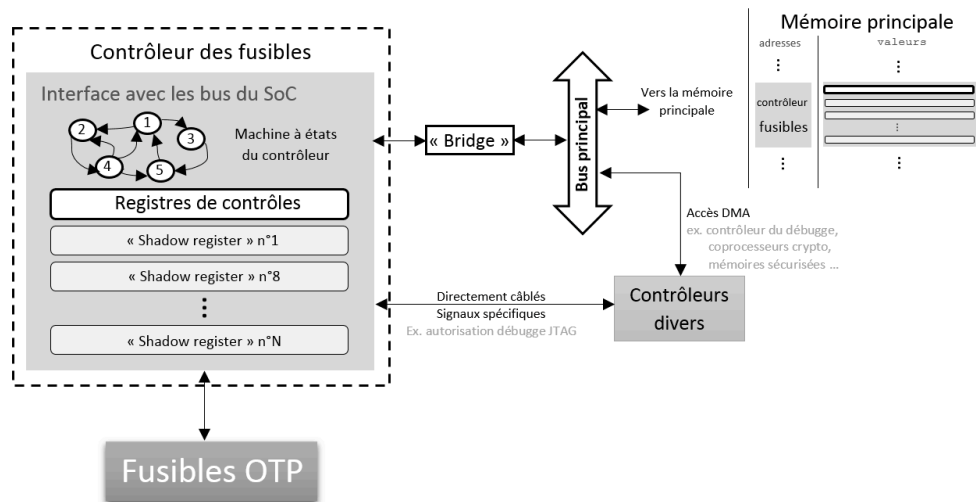 Contrôleur des fusibles
Interface avec les bus du SoC
1
2
3
4
5
Machine à états
du contrôleur
Registres de contrôles
« Shadow register » n°1
« Shadow register » n°8
⋮
« Shadow register » n°N
Fusibles OTP
« Bridge »
Bus principal
Vers la mémoire
principale
Accès DMA
ex. contrôleur du débugge,
coprocesseurs crypto,
mémoires sécurisées ...
Directement câblés
Signaux spécifiques
Ex. autorisation débugge JTAG
Contrôleurs
divers
Mémoire principale
adresses
valeurs
⋮
⋮
contrôleur
fusibles
⋮
⋮
⋮